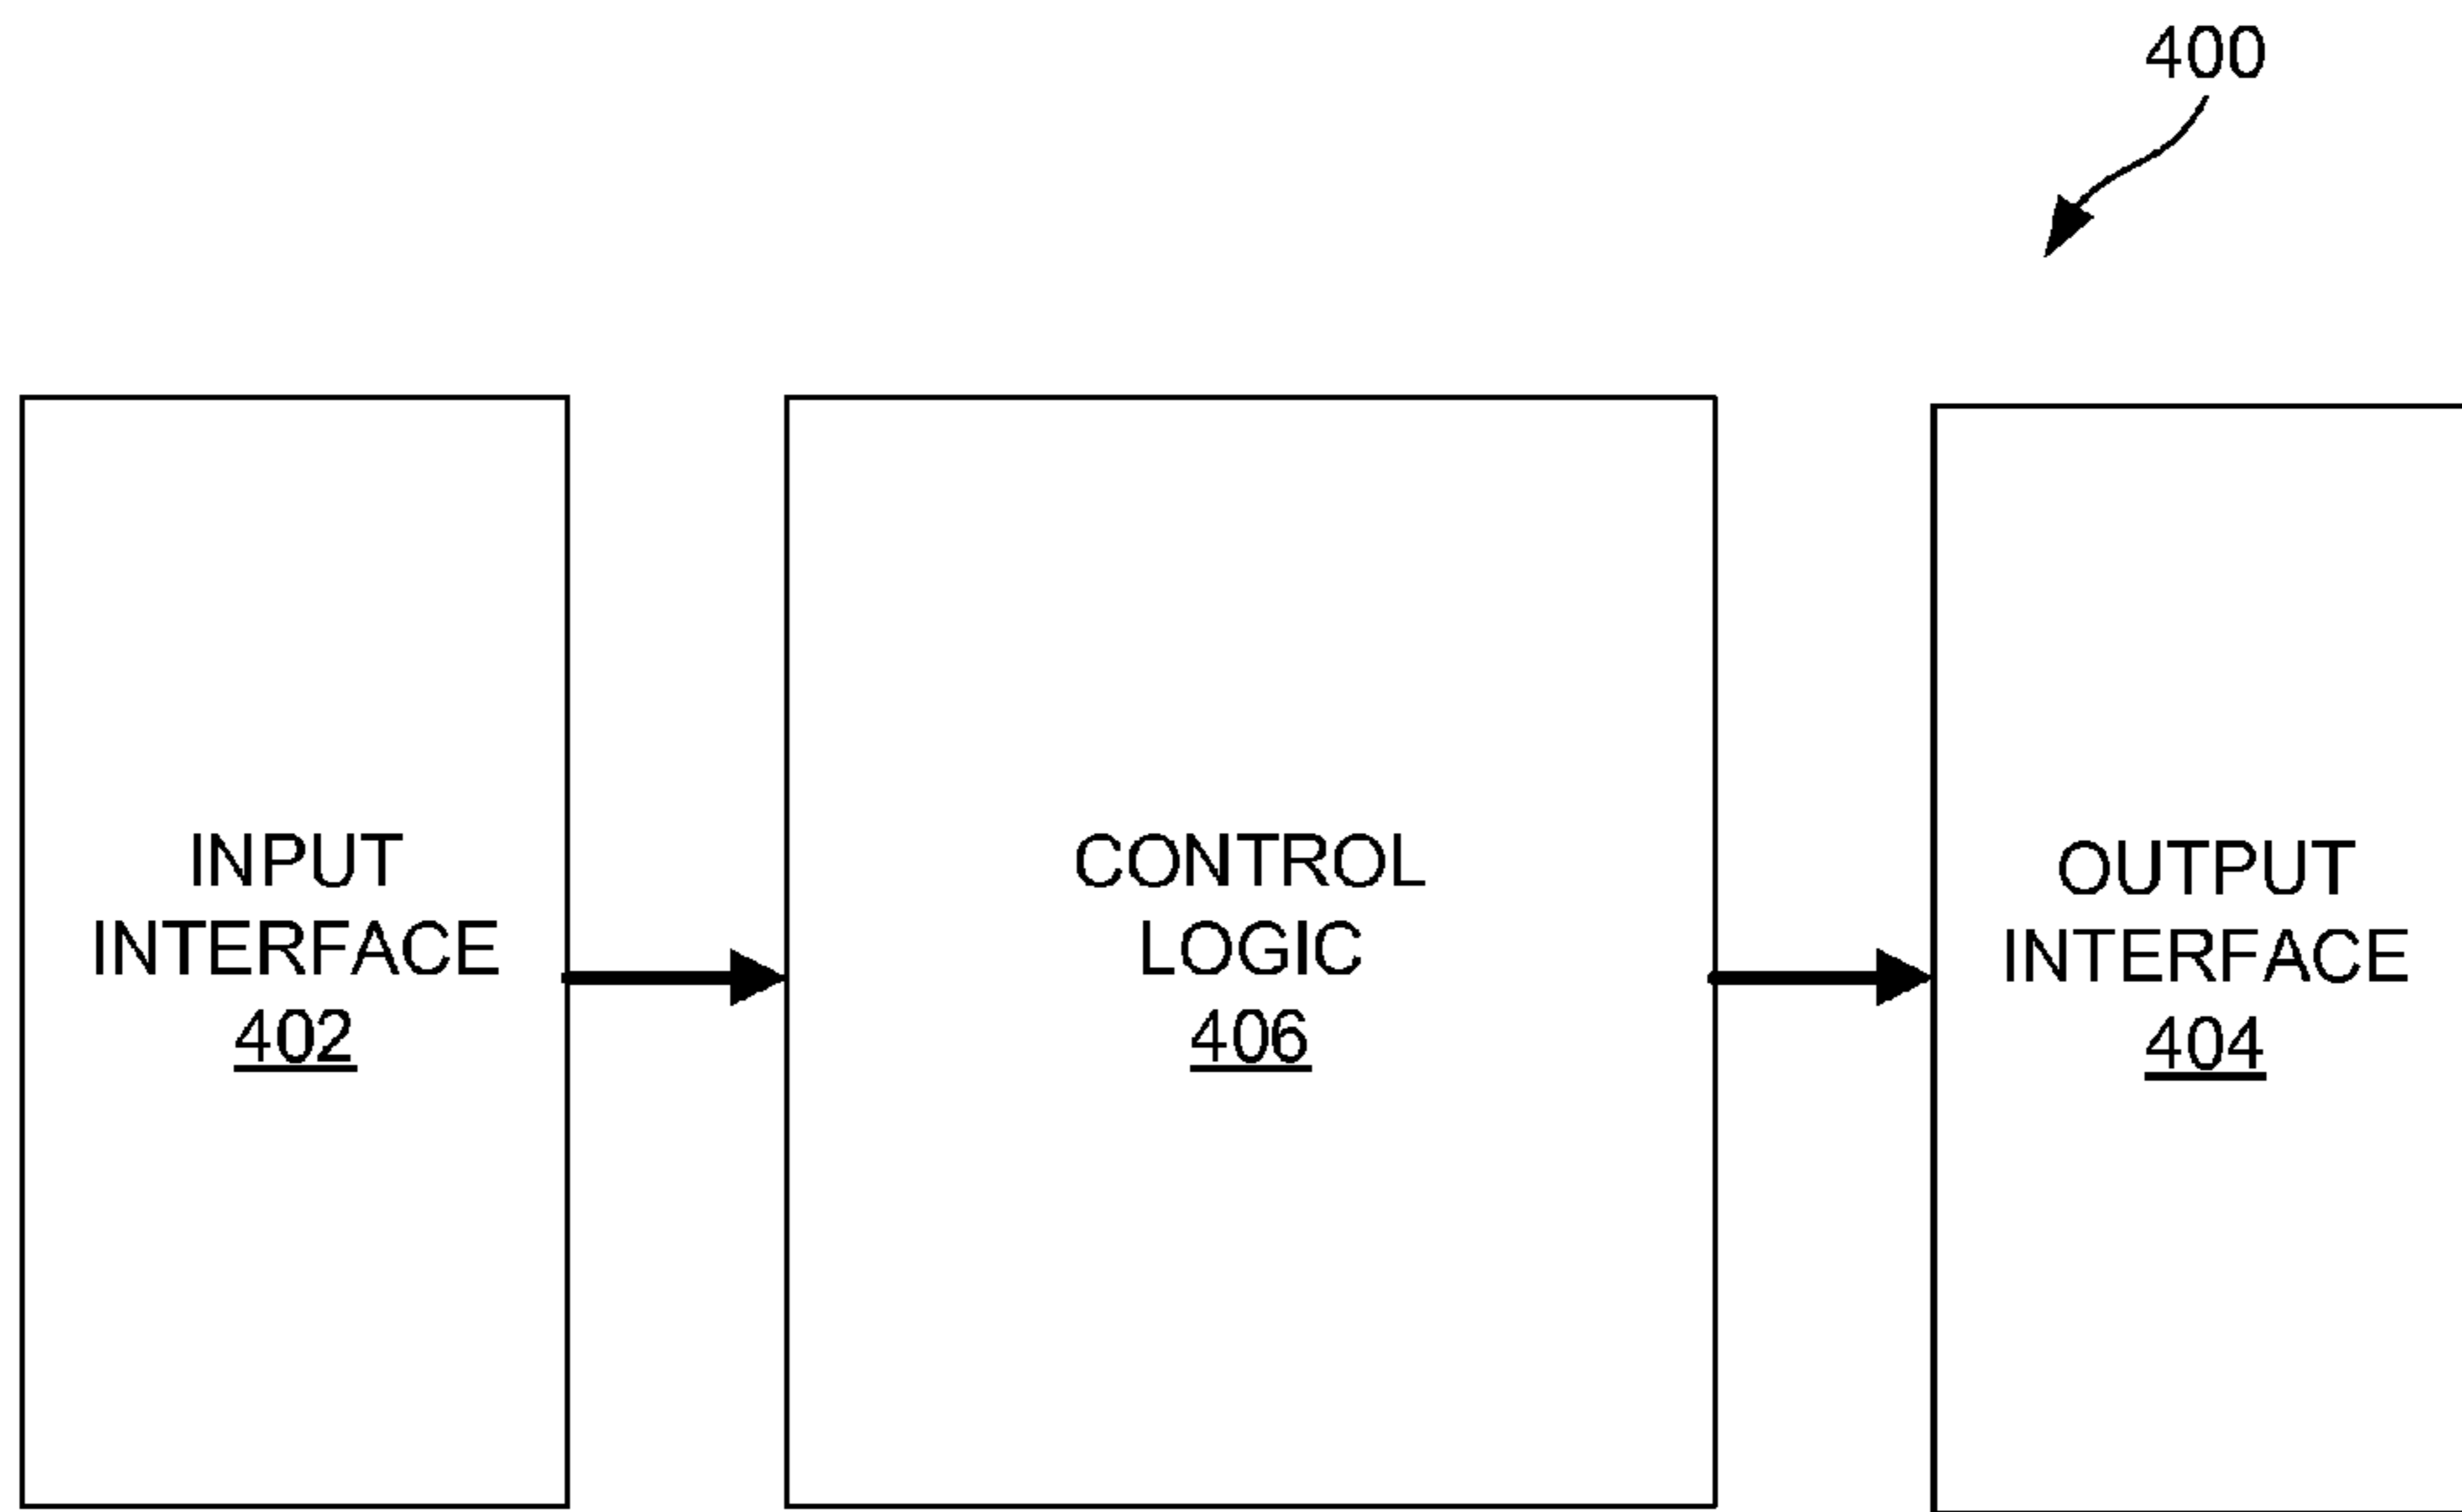 400
INPUT
INTERFACE
402
CONTROL
LOGIC
406
OUTPUT
INTERFACE
404